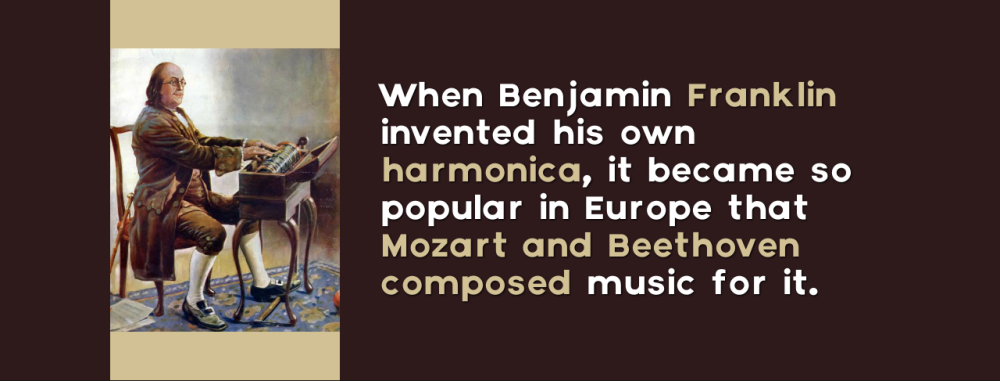 When Benjamin Franklin
invented his own
harmonica, it became so
popular in Europe that
Mozart and Beethoven
composed music for it.